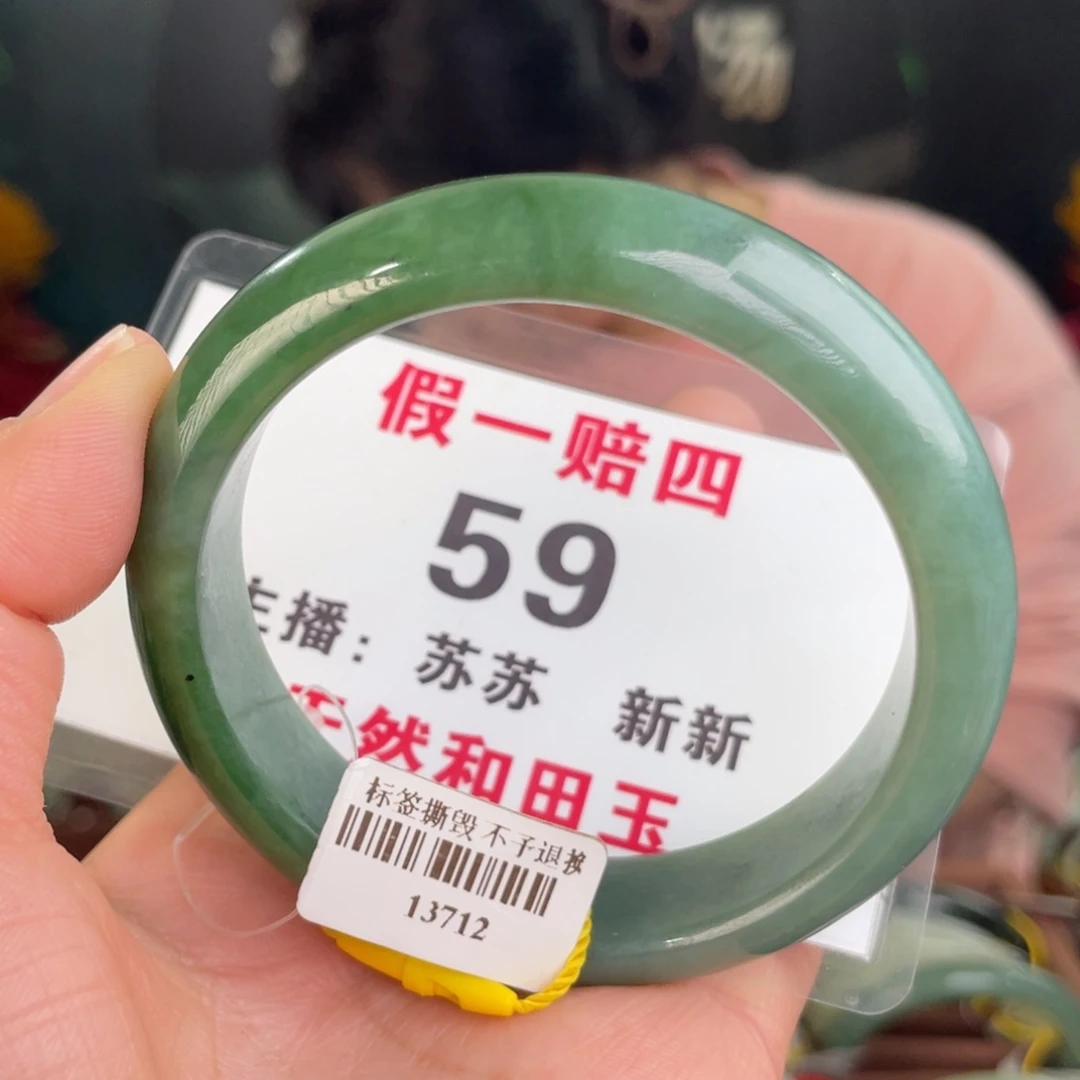 假一赔四
59
主播：苏苏 新新
天然和田玉
标签撕毁 不予退换
13712